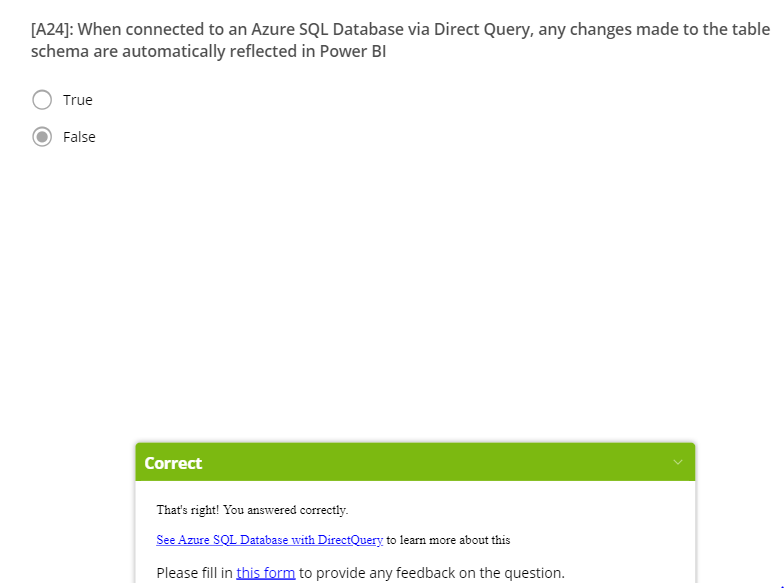 [A24]: When connected to an Azure SQL Database via Direct Query, any changes made to the table
schema are automatically reflected in Power BI
True
False
Correct
That's right! You answered correctly.
See Azure SQL Database with DirectQuery to learn more about this
Please fill in this form to provide any feedback on the question.